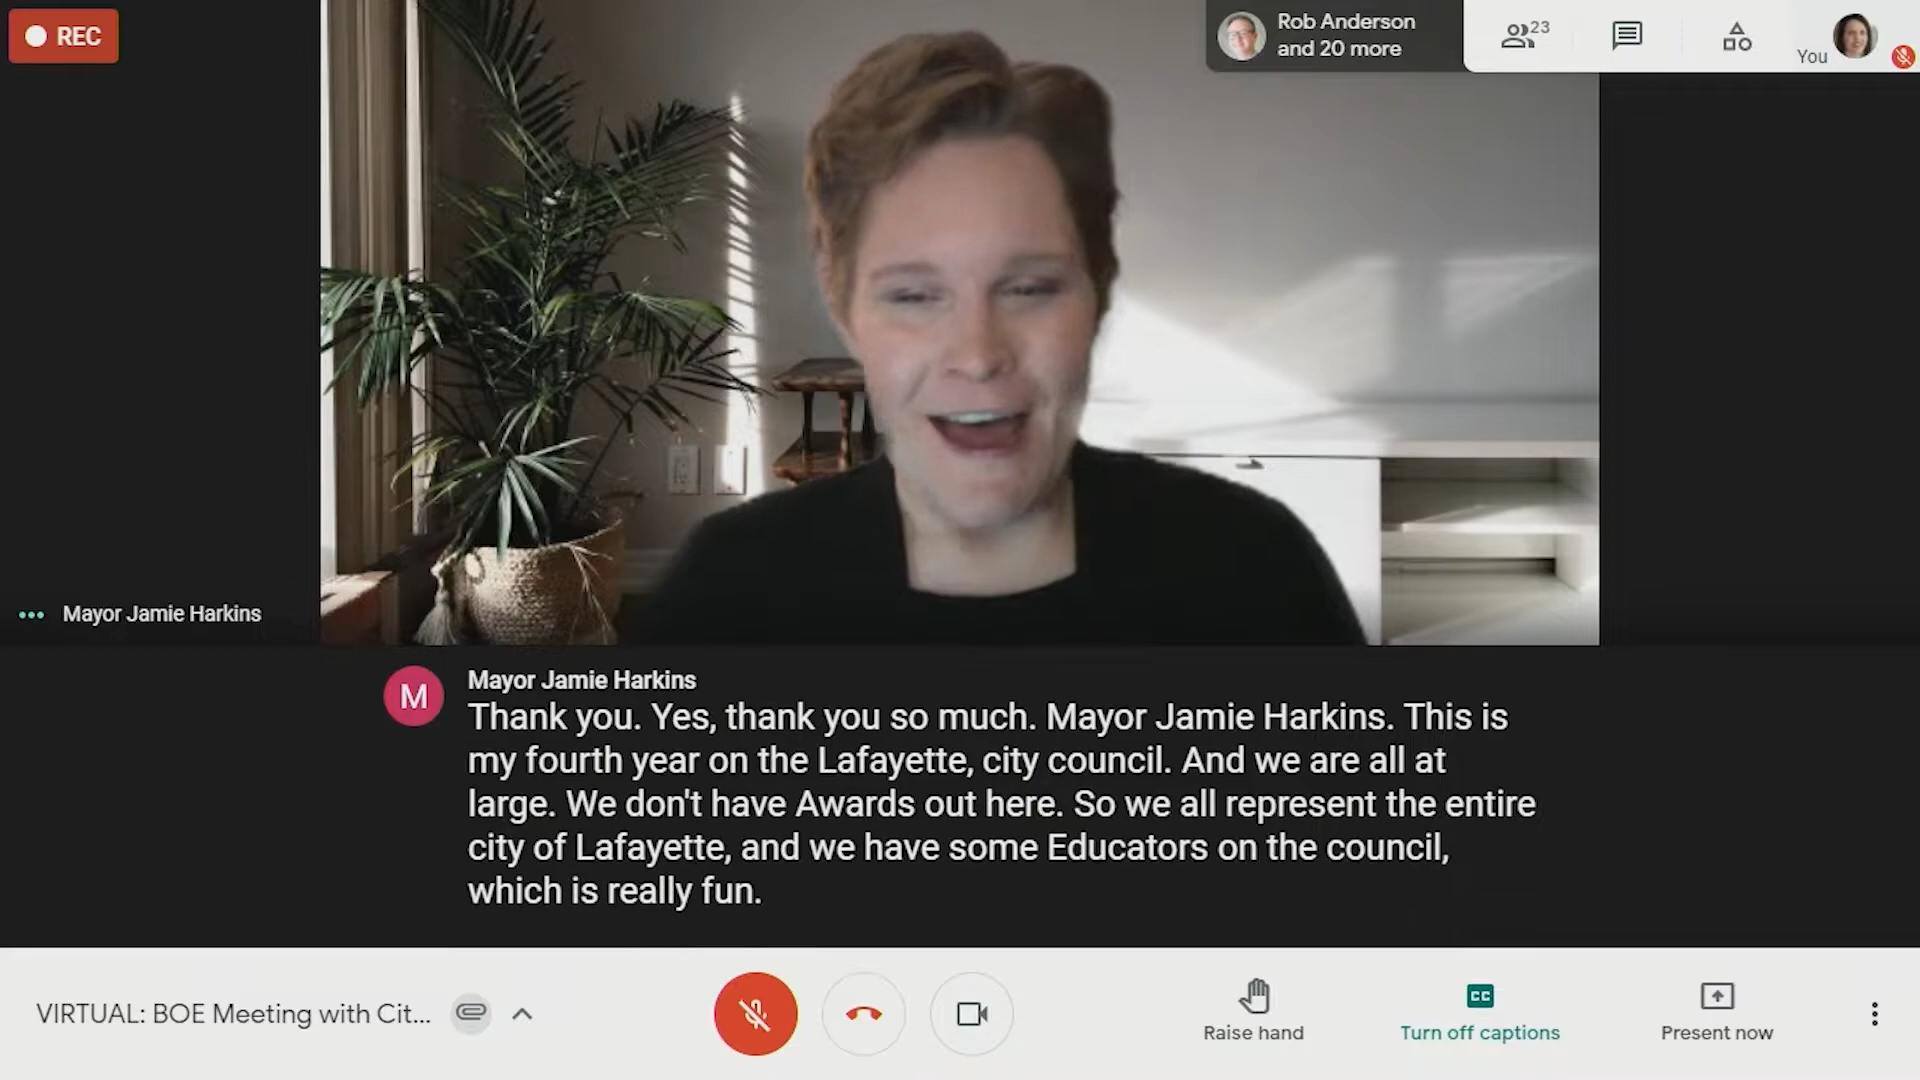 REC
Rob Anderson
and 20 more
23
You
Mayor Jamie Harkins
M
Mayor Jamie Harkins
Thank you. Yes, thank you so much. Mayor Jamie Harkins. This is
my fourth year on the Lafayette, city council. And we are all at
large. We don't have Awards out here. So we all represent the entire
city of Lafayette, and we have some Educators on the council,
which is really fun.
VIRTUAL: BOE Meeting with Cit...
Raise hand
CC
Turn off captions
Present now